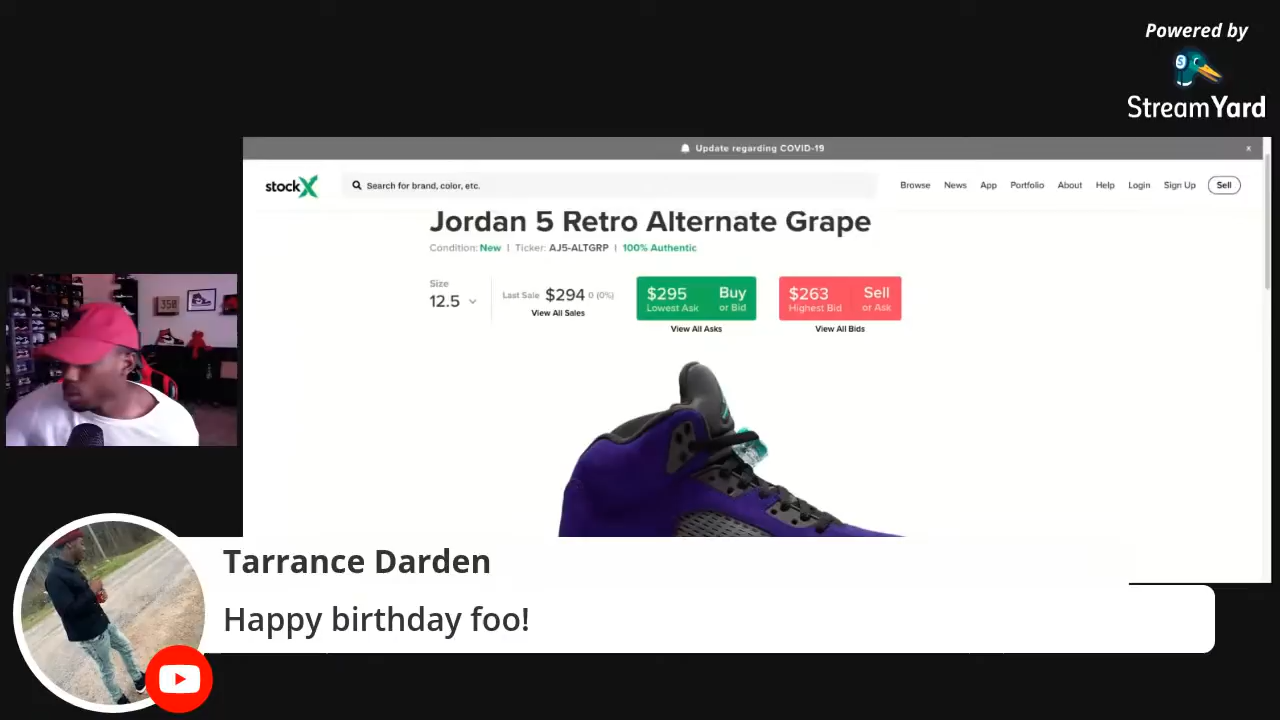 Powered by
StreamYard
Update regarding COVID-19
x
stockX
Search for brand, color, etc.
Browse News App Portfolio About Help Login Sign Up Sell
Jordan 5 Retro Alternate Grape
Condition: New | Ticker: AJ5-ALTGRP | 100% Authentic
Size
12.5
Last Sale $294 0 (0%)
View All Sales
$295 Buy
Lowest Ask or Bid
View All Asks
$263 Sell
Highest Bid or Ask
View All Bids
350
Tarrance Darden
Happy birthday foo!